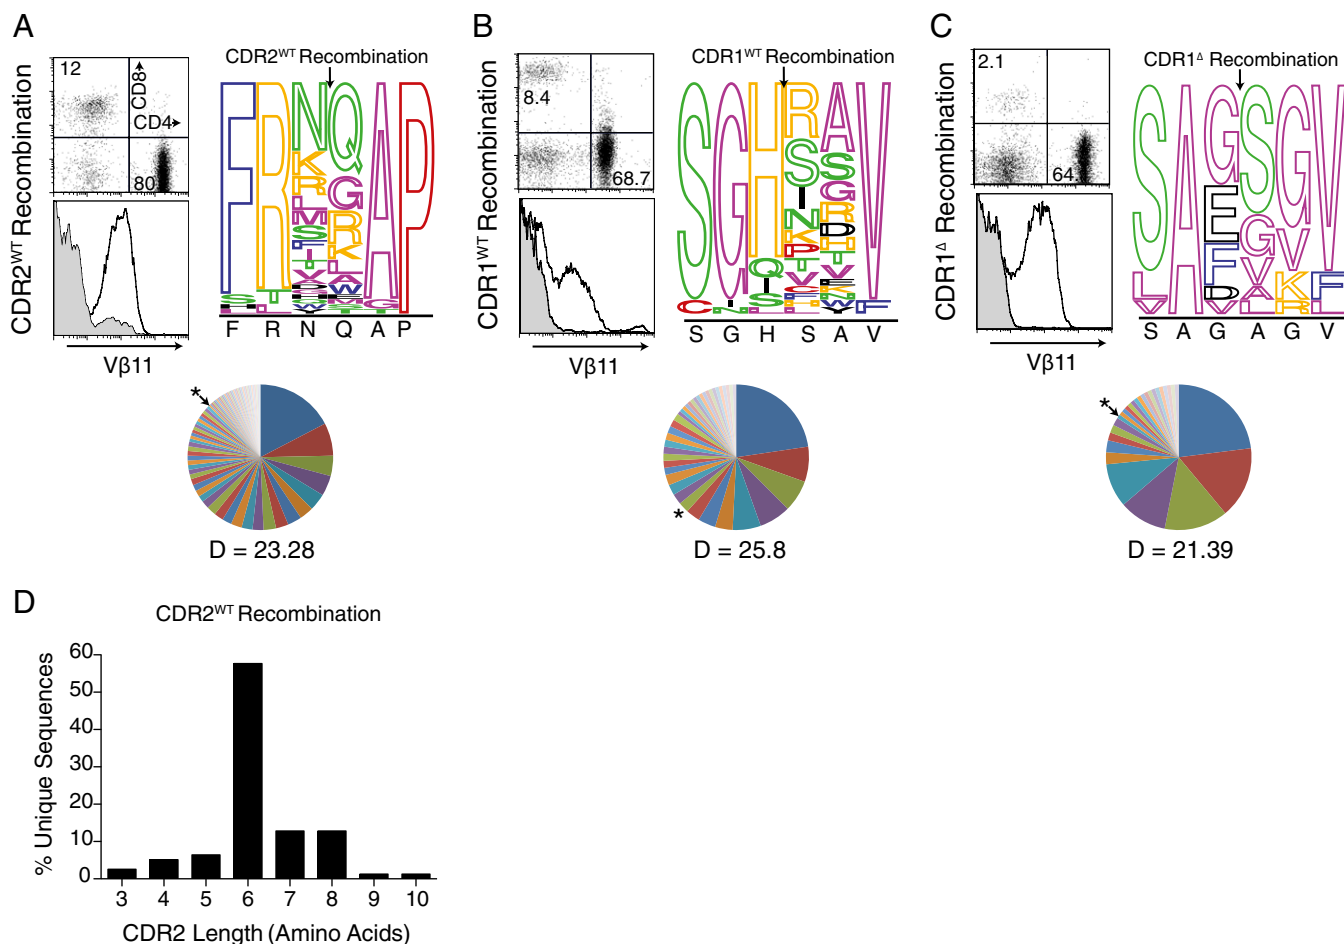 A
B
C
CDR2WT Recombination
12
CD8
CD4
80
CDR2WT Recombination
F R N Q A P
Vβ11
*
D = 23.28
CDR1WT Recombination
8.4
68.7
CDR1WT Recombination
S G H S A V
Vβ11
*
D = 25.8
CDR1Δ Recombination
2.1
64.
CDR1Δ Recombination
S A G A G V
Vβ11
*
D = 21.39
D
CDR2WT Recombination
% Unique Sequences
60
50
40
30
20
10
0
3 4 5 6 7 8 9 10
CDR2 Length (Amino Acids)